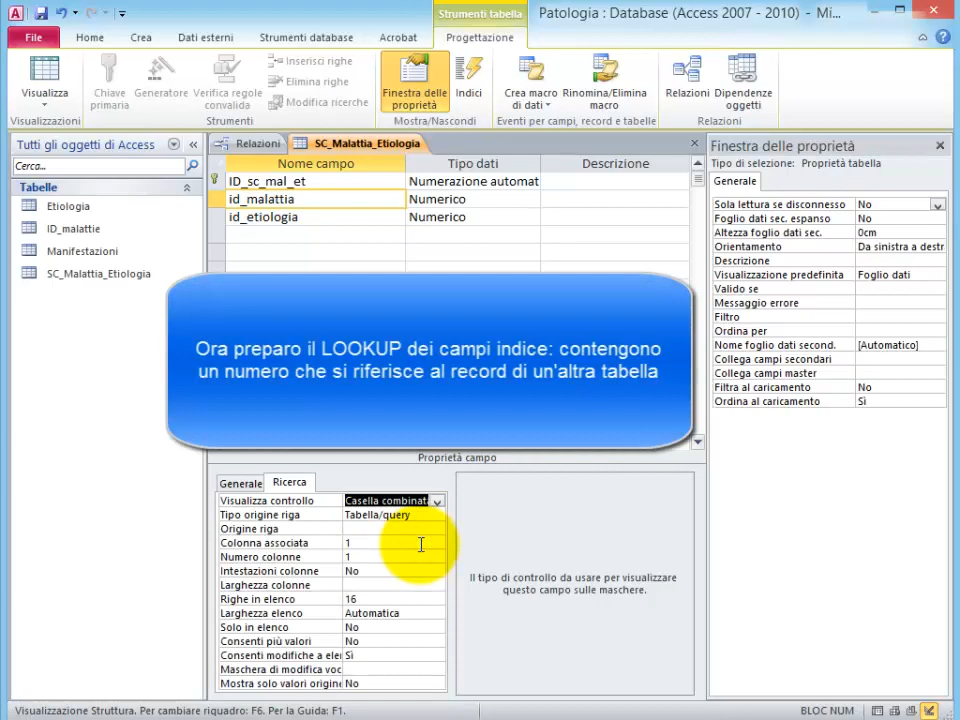 Strumenti tabella
Patologia : Database (Access 2007 - 2010) - Mi...
File
Home
Crea
Dati esterni
Strumenti database
Acrobat
Progettazione
Visualizza
Visualizzazioni
Chiave primaria
Generatore
Verifica regole convalida
Inserisci righe
Elimina righe
Modifica ricerche
Strumenti
Finestra delle proprietà
Indici
Mostra/Nascondi
Crea macro di dati
Rinomina/Elimina macro
Eventi per campi, record e tabelle
Relazioni
Dipendenze oggetti
Relazioni
Tutti gli oggetti di Access
Cerca...
Tabelle
Etiologia
ID_malattie
Manifestazioni
SC_Malattia_Etiologia
Relazioni
SC_Malattia_Etiologia
Nome campo Tipo dati Descrizione
ID_sc_mal_et Numerazione automat
id_malattia Numerico
id_etiologia Numerico
Ora preparo il LOOKUP dei campi indice: contengono
un numero che si riferisce al record di un'altra tabella
Proprietà campo
Generale Ricerca
Visualizza controllo Casella combinat
Tipo origine riga Tabella/query
Origine riga
Colonna associata 1
Numero colonne 1
Intestazioni colonne No
Larghezza colonne
Righe in elenco 16
Larghezza elenco Automatica
Solo in elenco No
Consenti più valori No
Consenti modifiche a ele Sì
Maschera di modifica voc
Mostra solo valori origine No
Il tipo di controllo da usare per visualizzare
questo campo sulle maschere.
Finestra delle proprietà
Tipo di selezione: Proprietà tabella
Generale
Sola lettura se disconnesso No
Foglio dati sec. espanso No
Altezza foglio dati sec. 0cm
Orientamento Da sinistra a destr
Descrizione
Visualizzazione predefinita Foglio dati
Valido se
Messaggio errore
Filtro
Ordina per
Nome foglio dati second. [Automatico]
Collega campi secondari
Collega campi master
Filtra al caricamento No
Ordina al caricamento Sì
Visualizzazione Struttura. Per cambiare riquadro: F6. Per la Guida: F1.
BLOC NUM